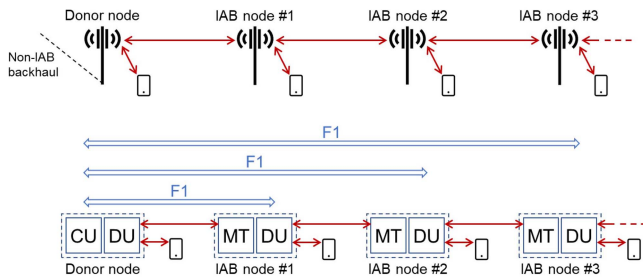 Donor node IAB node #1 IAB node #2 IAB node #3
Non-IAB
backhaul
F1
F1
F1
CU DU MT DU MT DU MT DU
Donor node IAB node #1 IAB node #2 IAB node #3